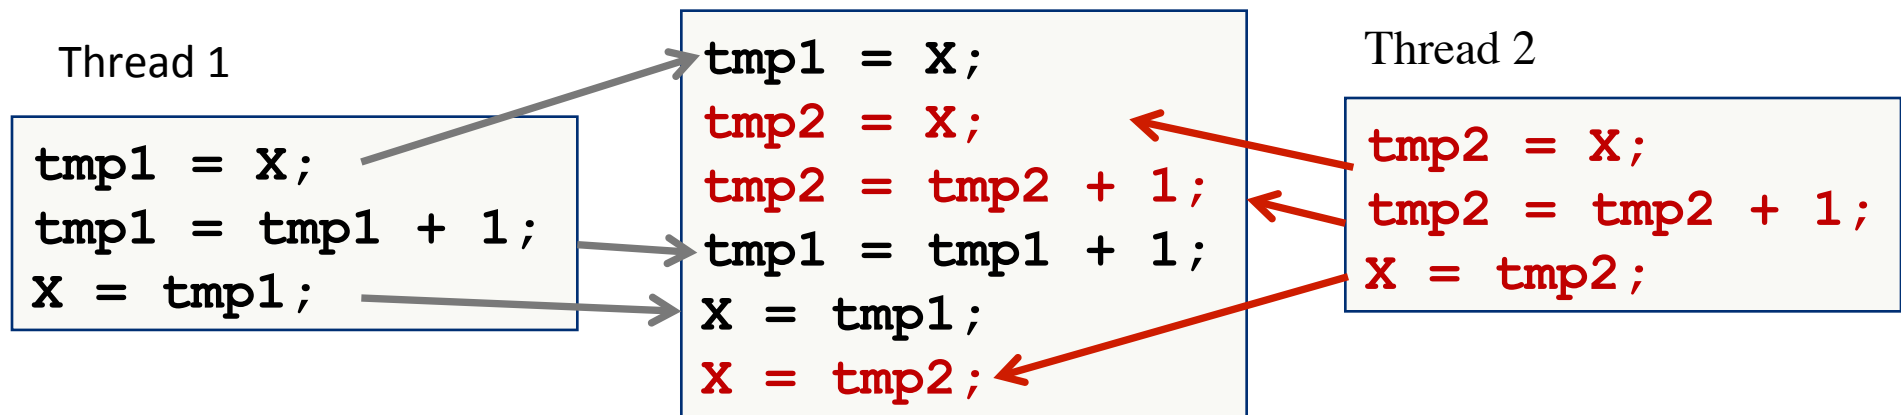 Thread 1
tmp1 = X;
tmp1 = tmp1 + 1;
X = tmp1;
tmp1 = X;
tmp2 = X;
tmp2 = tmp2 + 1;
tmp1 = tmp1 + 1;
X = tmp1;
X = tmp2;
Thread 2
tmp2 = X;
tmp2 = tmp2 + 1;
X = tmp2;